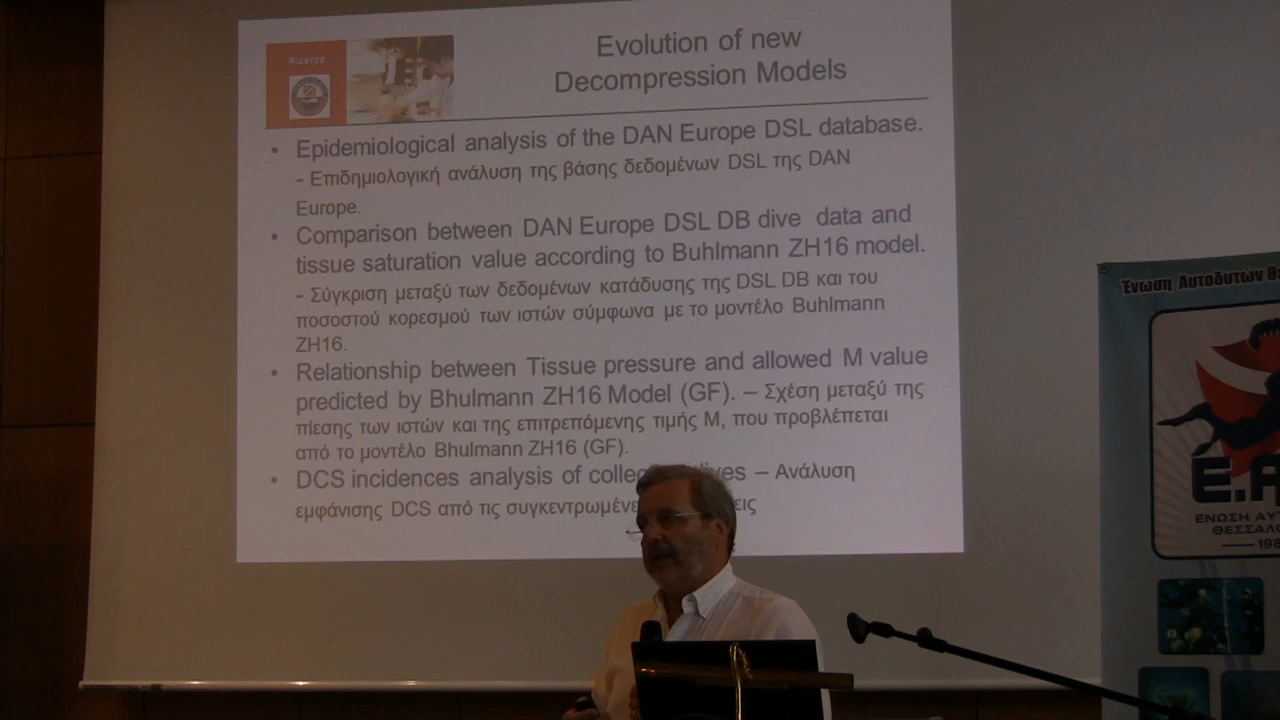 Ricerca
Evolution of new
Decompression Models
• Epidemiological analysis of the DAN Europe DSL database.
- Επιδημιολογική ανάλυση της βάσης δεδομένων DSL της DAN
Europe.
• Comparison between DAN Europe DSL DB dive data and
tissue saturation value according to Buhlmann ZH16 model.
- Σύγκριση μεταξύ των δεδομένων κατάδυσης της DSL DB και του
ποσοστού κορεσμού των ιστών σύμφωνα με το μοντέλο Buhlmann
ZH16.
• Relationship between Tissue pressure and allowed M value
predicted by Bhulmann ZH16 Model (GF). – Σχέση μεταξύ της
πίεσης των ιστών και της επιτρεπόμενης τιμής Μ, που προβλέπεται
από το μοντέλο Bhulmann ZH16 (GF).
• DCS incidences analysis of – Ανάλυση
εμφάνισης DCS από τις
Ένωση Αυτοδυτών
ΕΝΩΣΗ